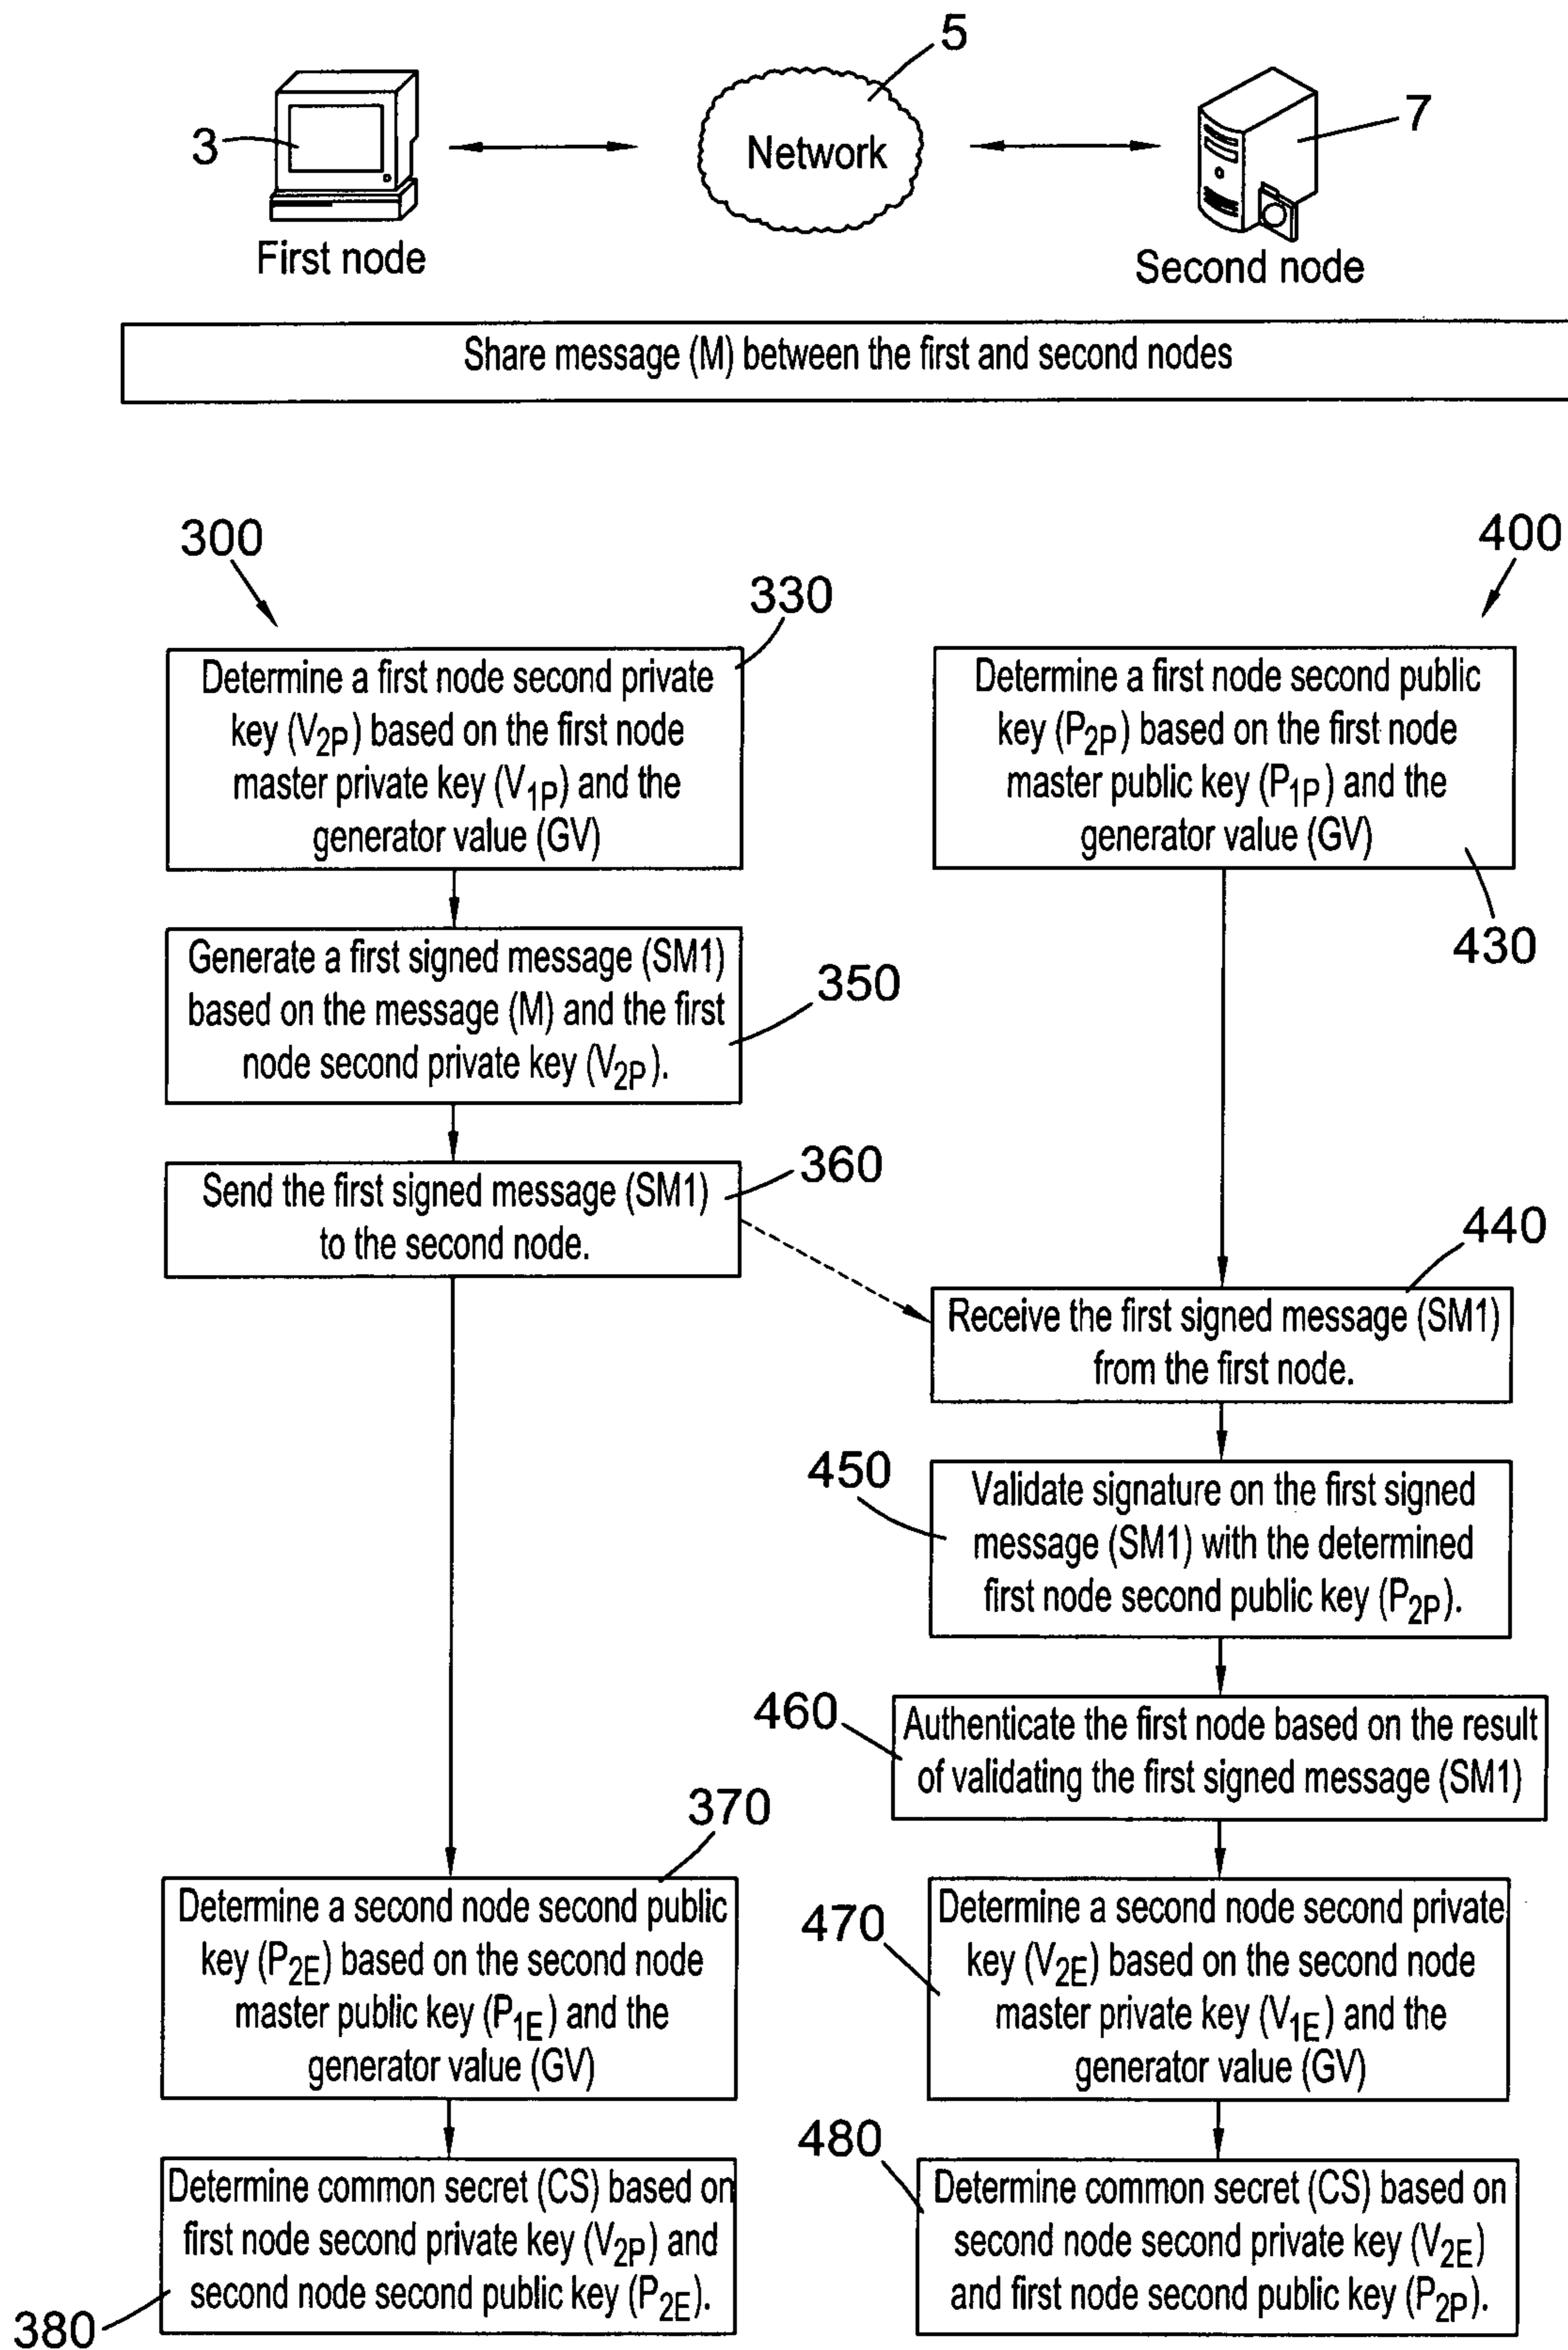 5
3
Network
7
First node
Second node
Share message (M) between the first and second nodes
300
400
330
Determine a first node second private
key (V2P) based on the first node
master private key (V1P) and the
generator value (GV)
Determine a first node second public
key (P2P) based on the first node
master public key (P1P) and the
generator value (GV)
430
Generate a first signed message (SM1)
based on the message (M) and the first
node second private key (V2P).
350
Send the first signed message (SM1)
to the second node.
360
440
Receive the first signed message (SM1)
from the first node.
450
Validate signature on the first signed
message (SM1) with the determined
first node second public key (P2P).
460
Authenticate the first node based on the result
of validating the first signed message (SM1)
370
Determine a second node second public
key (P2E) based on the second node
master public key (P1E) and the
generator value (GV)
470
Determine a second node second private
key (V2E) based on the second node
master private key (V1E) and the
generator value (GV)
Determine common secret (CS) based on
first node second private key (V2P) and
second node second public key (P2E).
380
480
Determine common secret (CS) based on
second node second private key (V2E)
and first node second public key (P2P).